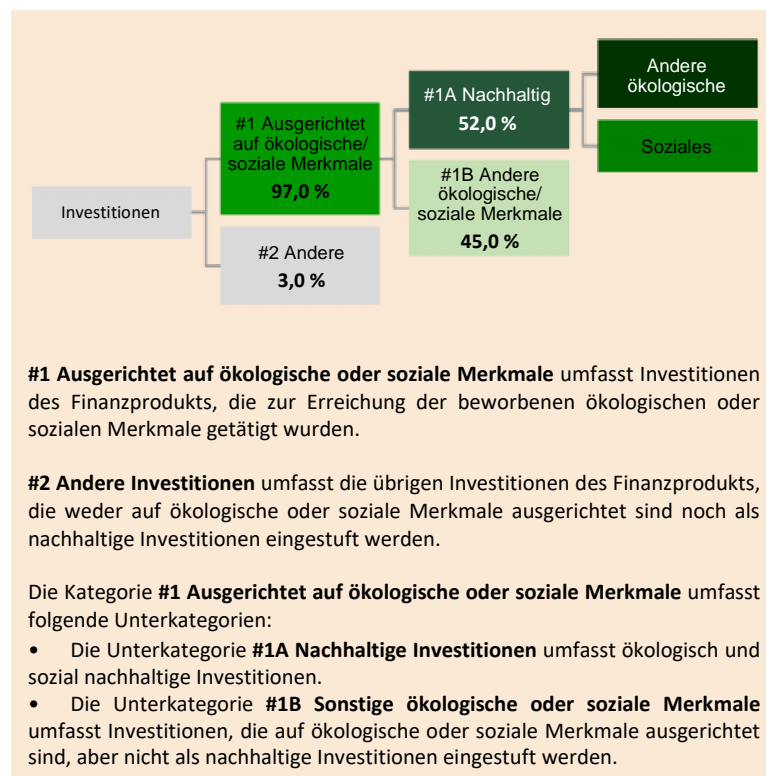 Investitionen
#1 Ausgerichtet
auf ökologische/
soziale Merkmale
97,0 %
#2 Andere
3,0 %
#1A Nachhaltig
52,0 %
#1B Andere
ökologische/
soziale Merkmale
45,0 %
Andere
ökologische
Soziales
#1 Ausgerichtet auf ökologische oder soziale Merkmale umfasst Investitionen
des Finanzprodukts, die zur Erreichung der beworbenen ökologischen oder
sozialen Merkmale getätigt wurden.
#2 Andere Investitionen umfasst die übrigen Investitionen des Finanzprodukts,
die weder auf ökologische oder soziale Merkmale ausgerichtet sind noch als
nachhaltige Investitionen eingestuft werden.
Die Kategorie #1 Ausgerichtet auf ökologische oder soziale Merkmale umfasst
folgende Unterkategorien:
• Die Unterkategorie #1A Nachhaltige Investitionen umfasst ökologisch und
sozial nachhaltige Investitionen.
• Die Unterkategorie #1B Sonstige ökologische oder soziale Merkmale
umfasst Investitionen, die auf ökologische oder soziale Merkmale ausgerichtet
sind, aber nicht als nachhaltige Investitionen eingestuft werden.